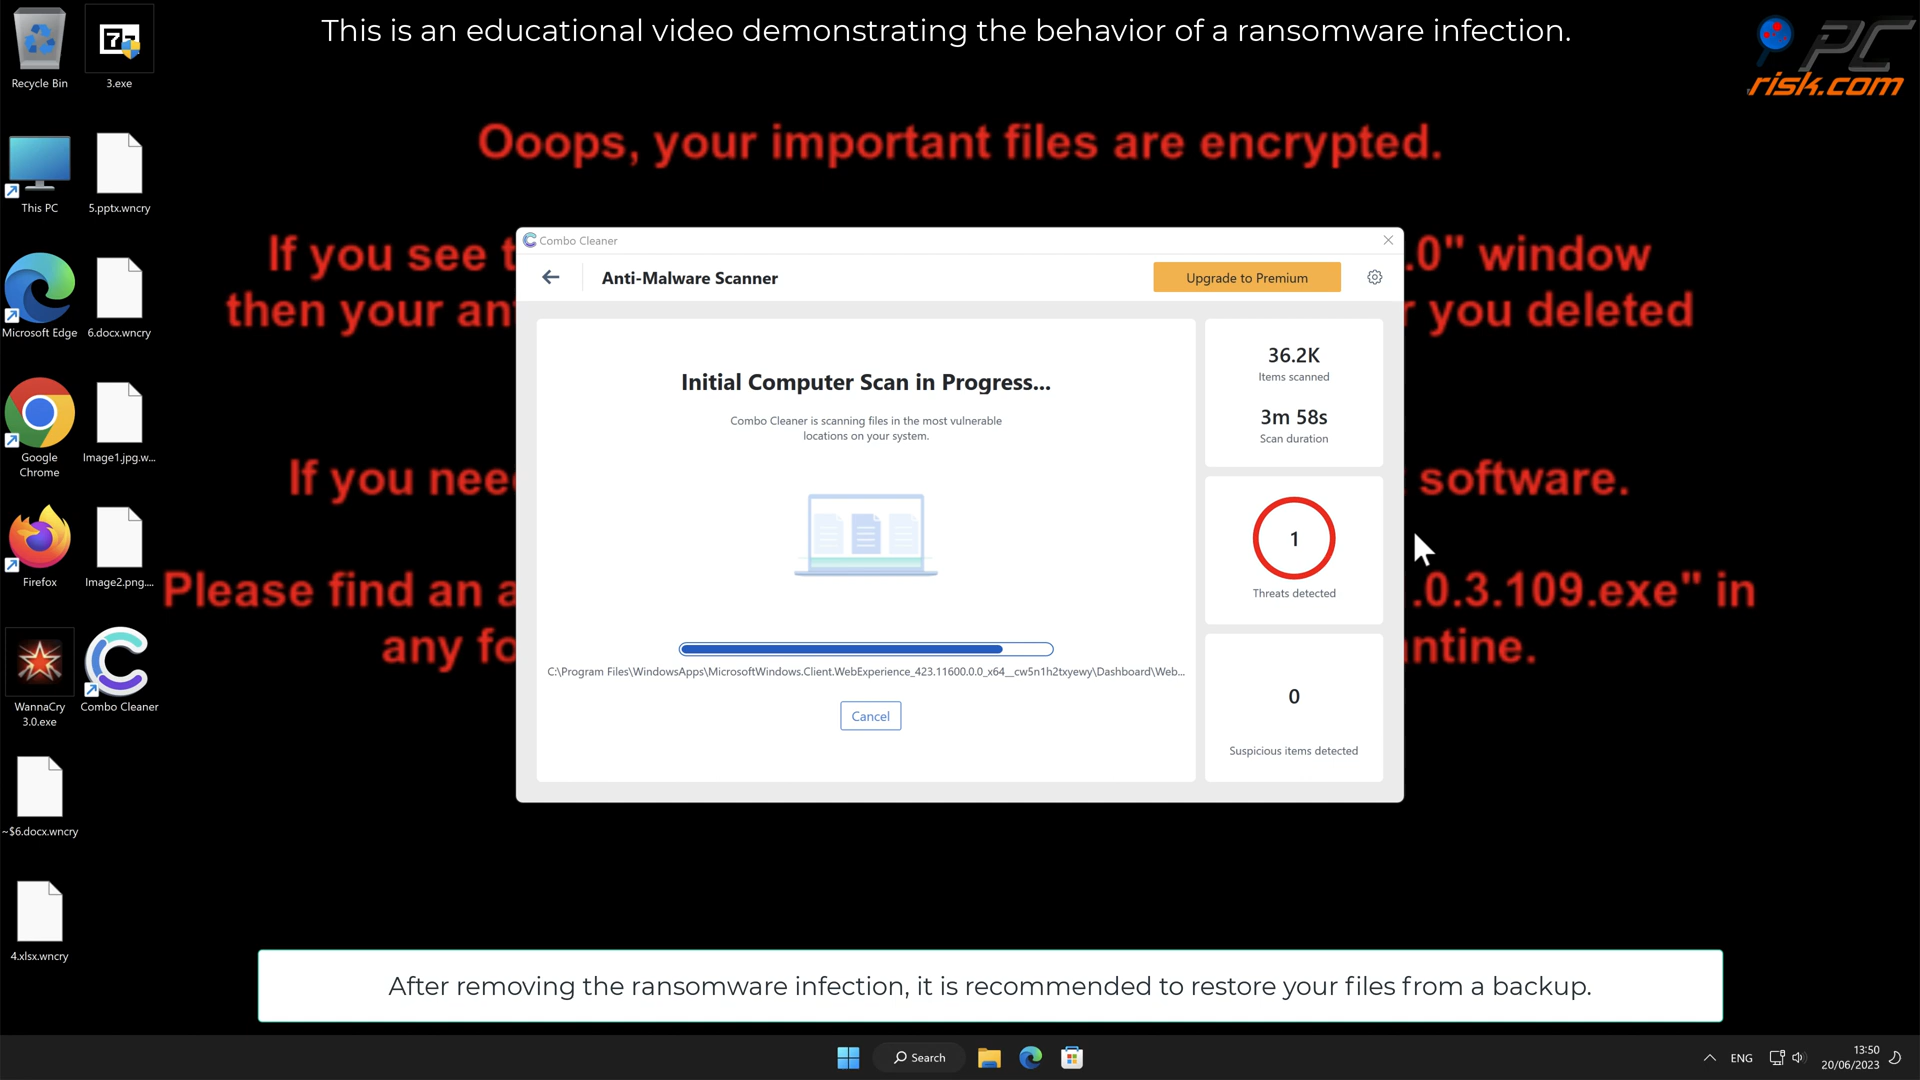 This is an educational video demonstrating the behavior of a ransomware infection.
PC
risk.com
Recycle Bin
3.exe
This PC
5.pptx.wncry
Microsoft Edge
6.docx.wncry
Google
Chrome
Image1.jpg.w...
Firefox
Image2.png....
WannaCry
3.0.exe
Combo Cleaner
~$6.docx.wncry
4.xlsx.wncry
Ooops, your important files are encrypted.
If you see t
.0" window
then your an
r you deleted
If you nee
software.
Please find an a
.0.3.109.exe" in
any fo
ntine.
Combo Cleaner
Anti-Malware Scanner
Upgrade to Premium
Initial Computer Scan in Progress...
Combo Cleaner is scanning files in the most vulnerable
locations on your system.
C:\Program Files\WindowsApps\MicrosoftWindows.Client.WebExperience_423.11600.0.0_x64__cw5n1h2txyewy\Dashboard\Web...
Cancel
36.2K
Items scanned
3m 58s
Scan duration
1
Threats detected
0
Suspicious items detected
After removing the ransomware infection, it is recommended to restore your files from a backup.
Search
ENG
13:50
20/06/2023